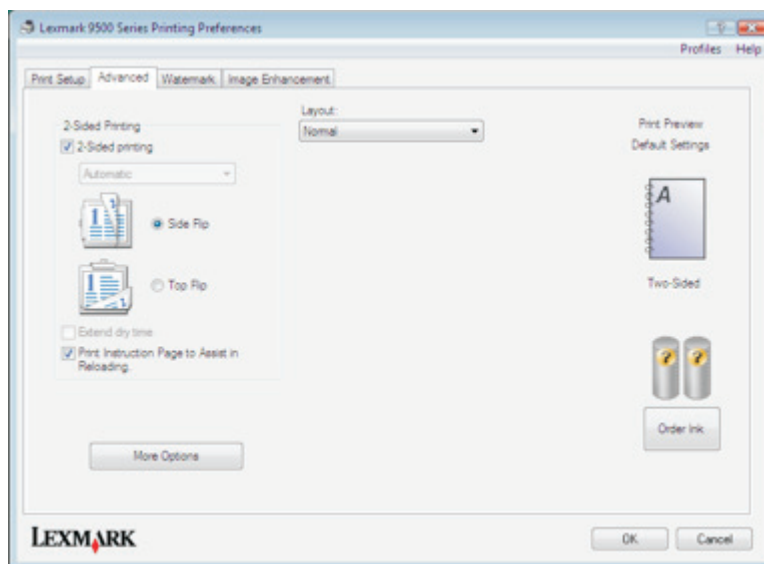 Lexmark 9500 Series Printing Preferences
Profiles Help
Print Setup Advanced Watermark Image Enhancement
Layout:
Normal
2-Sided Printing
2-Sided printing
Automatic
Side Flip
Top Flip
Extend dry time
Print Instruction Page to Assist in
Reloading.
More Options
Print Preview
Default Settings
A
Two-Sided
? ?
Order Ink
LEXMARK
OK Cancel